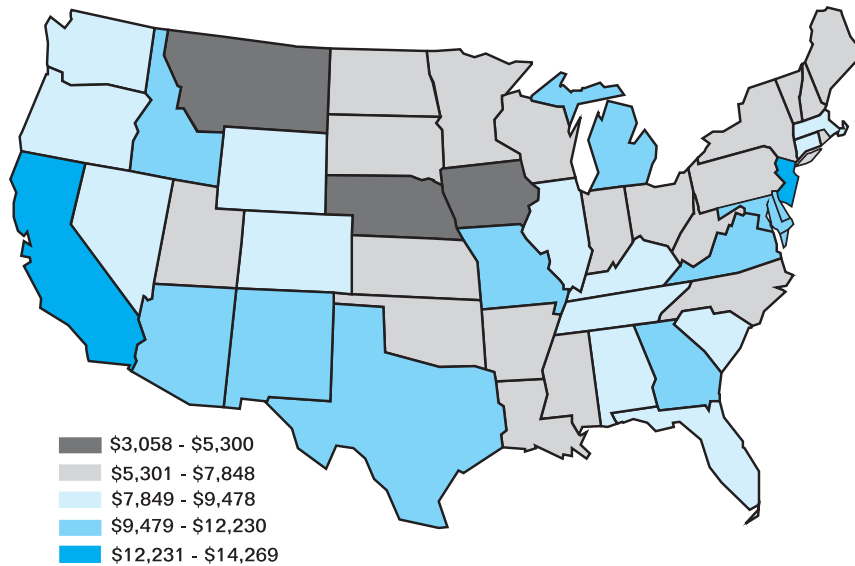 $3,058 - $5,300
$5,301 - $7,848
$7,849 - $9,478
$9,479 - $12,230
$12,231 - $14,269